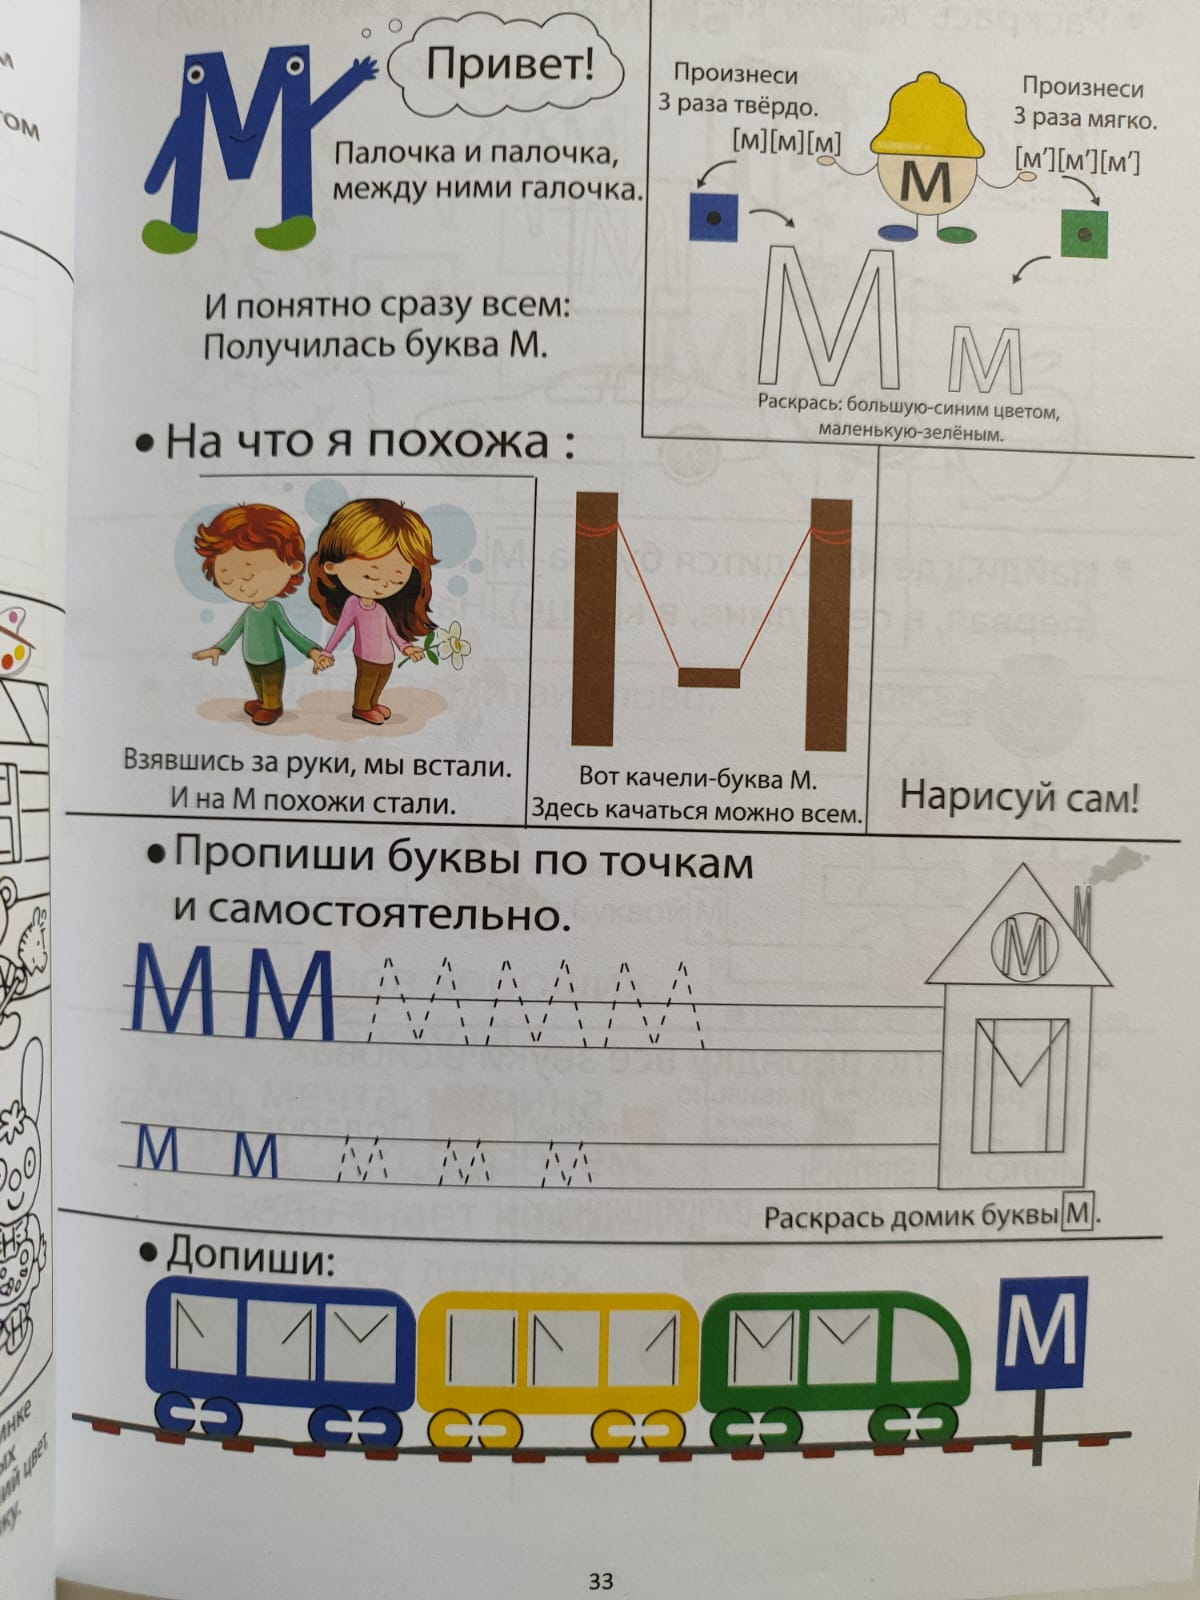 М
Привет!
Палочка и палочка,
между ними галочка.
И понятно сразу всем:
Получилась буква М.
Произнеси
3 раза твёрдо.
[м][м][м]
Произнеси
3 раза мягко.
[м′][м′][м′]
М
М м
Раскрась: большую-синим цветом,
маленькую-зелёным.
● На что я похожа :
Взявшись за руки, мы встали.
И на М похожи стали.
Вот качели-буква М.
Здесь качаться можно всем.
Нарисуй сам!
● Пропиши буквы по точкам
и самостоятельно.
М М М М М
М
М
м м м м м
Раскрась домик буквы М.
● Допиши:
М
М
33